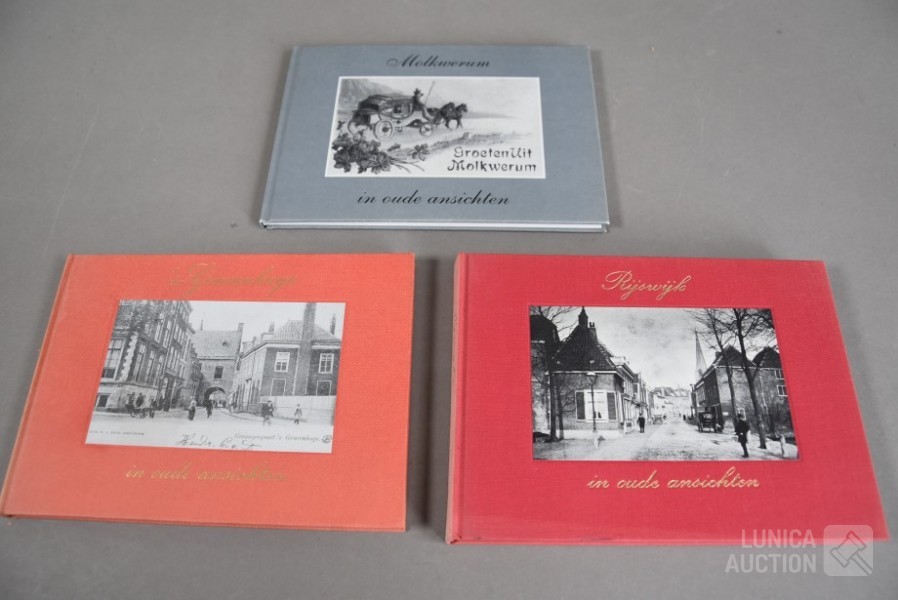 Molkwerum
Groeten Uit
Molkwerum
in oude ansichten
's Gravenhage
in oude ansichten
Rijswijk
in oude ansichten
LUNICA
AUCTION